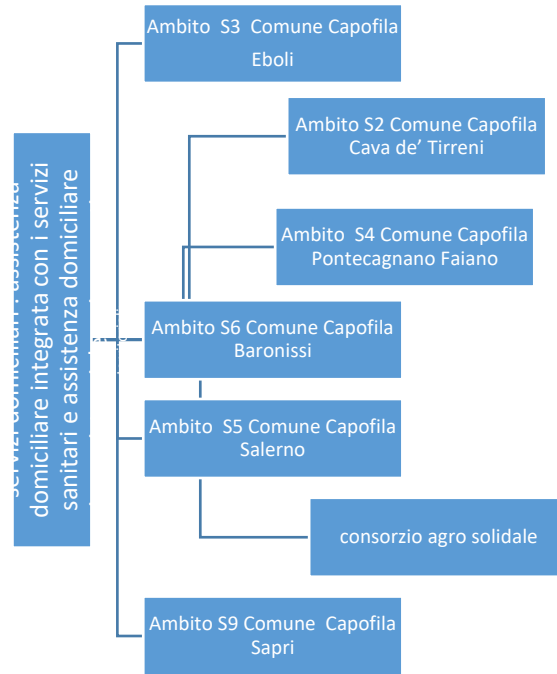 Ambito S3 Comune Capofila
Eboli
Ambito S2 Comune Capofila
Cava de’ Tirreni
Ambito S4 Comune Capofila
Pontecagnano Faiano
Ambito S6 Comune Capofila
Baronissi
Ambito S5 Comune Capofila
Salerno
consorzio agro solidale
Ambito S9 Comune Capofila
Sapri
servizi domiciliari : assistenza
domiciliare integrata con i servizi
sanitari e assistenza domiciliare